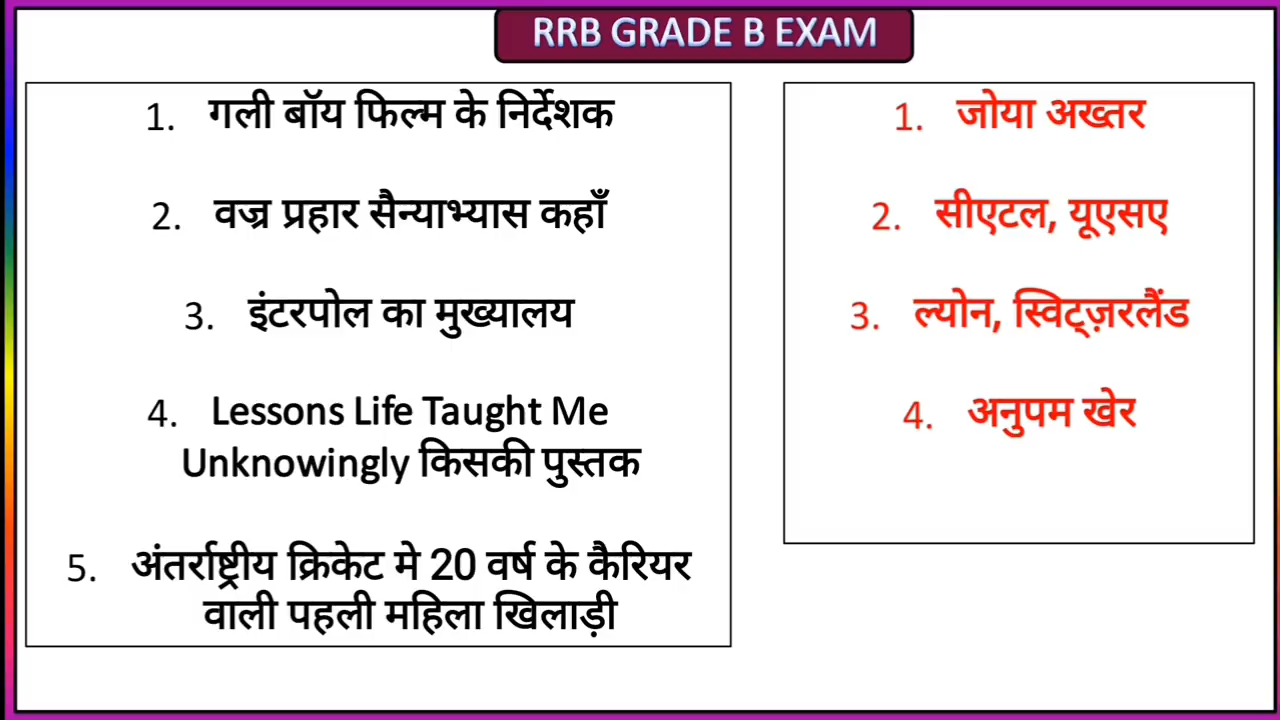 RRB GRADE B EXAM
1. गली बॉय फिल्म के निर्देशक
2. वज्र प्रहार सैन्याभ्यास कहाँ
3. इंटरपोल का मुख्यालय
4. Lessons Life Taught Me
Unknowingly किसकी पुस्तक
5. अंतर्राष्ट्रीय क्रिकेट मे 20 वर्ष के कैरियर
वाली पहली महिला खिलाड़ी
1. जोया अख्तर
2. सीएटल, यूएसए
3. ल्योन, स्विट्ज़रलैंड
4. अनुपम खेर